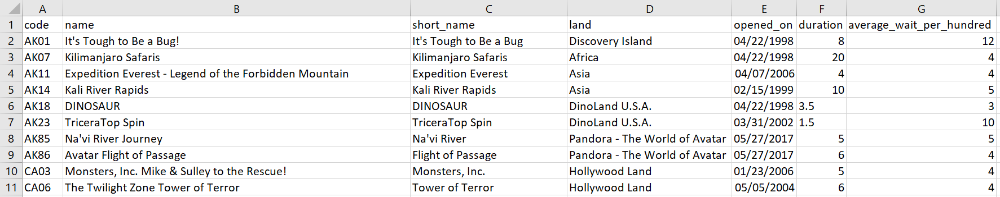 A B C D E F G
1 code name short_name land opened_on duration average_wait_per_hundred
2 AK01 It's Tough to Be a Bug! It's Tough to Be a Bug Discovery Island 04/22/1998 8 12
3 AK07 Kilimanjaro Safaris Kilimanjaro Safaris Africa 04/22/1998 20 4
4 AK11 Expedition Everest - Legend of the Forbidden Mountain Expedition Everest Asia 04/07/2006 4 4
5 AK14 Kali River Rapids Kali River Rapids Asia 02/15/1999 10 5
6 AK18 DINOSAUR DINOSAUR DinoLand U.S.A. 04/22/1998 3.5 3
7 AK23 TriceraTop Spin TriceraTop Spin DinoLand U.S.A. 03/31/2002 1.5 10
8 AK85 Na'vi River Journey Na'vi River Pandora - The World of Avatar 05/27/2017 5 5
9 AK86 Avatar Flight of Passage Flight of Passage Pandora - The World of Avatar 05/27/2017 6 4
10 CA03 Monsters, Inc. Mike & Sulley to the Rescue! Monsters, Inc. Hollywood Land 01/23/2006 5 4
11 CA06 The Twilight Zone Tower of Terror Tower of Terror Hollywood Land 05/05/2004 6 4